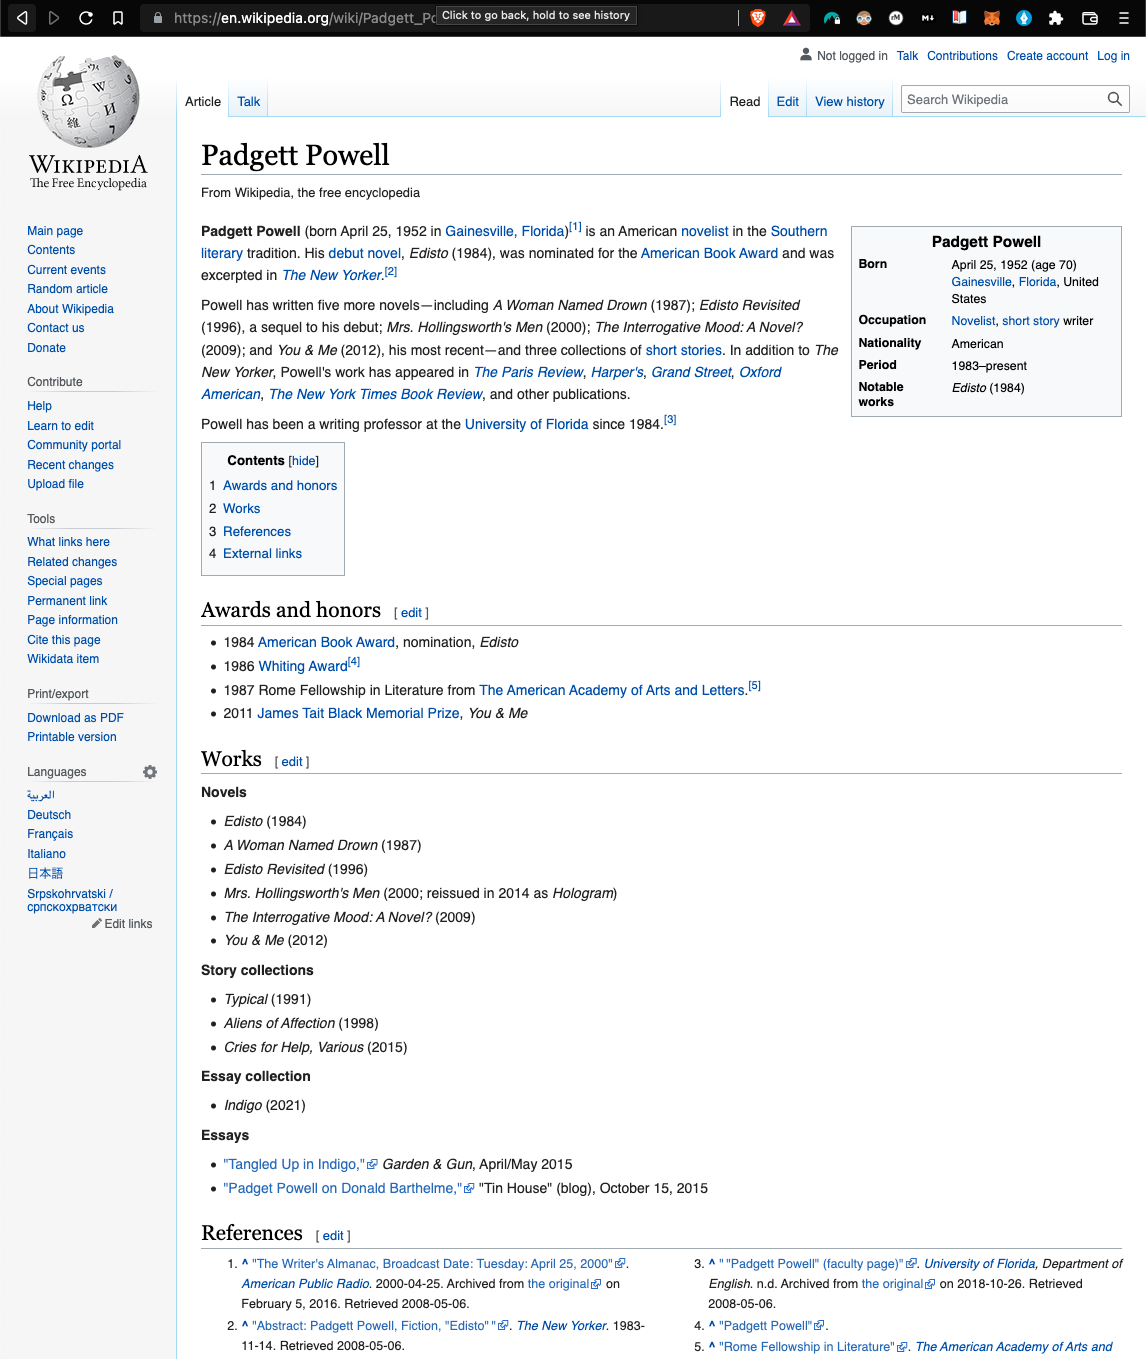 https://en.wikipedia.org/wiki/Padgett_Po
Click to go back, hold to see history
Not logged in Talk Contributions Create account Log in
WIKIPEDIA
The Free Encyclopedia
Article Talk
Read Edit View history
Search Wikipedia
Main page
Contents
Current events
Random article
About Wikipedia
Contact us
Donate
Contribute
Help
Learn to edit
Community portal
Recent changes
Upload file
Tools
What links here
Related changes
Special pages
Permanent link
Page information
Cite this page
Wikidata item
Print/export
Download as PDF
Printable version
Languages
العربية
Deutsch
Français
Italiano
日本語
Srpskohrvatski /
српскохрватски
Edit links
Padgett Powell
From Wikipedia, the free encyclopedia
Padgett Powell (born April 25, 1952 in Gainesville, Florida)[1] is an American novelist in the Southern
literary tradition. His debut novel, Edisto (1984), was nominated for the American Book Award and was
excerpted in The New Yorker.[2]
Powell has written five more novels—including A Woman Named Drown (1987); Edisto Revisited
(1996), a sequel to his debut; Mrs. Hollingsworth's Men (2000); The Interrogative Mood: A Novel?
(2009); and You & Me (2012), his most recent—and three collections of short stories. In addition to The
New Yorker, Powell's work has appeared in The Paris Review, Harper's, Grand Street, Oxford
American, The New York Times Book Review, and other publications.
Powell has been a writing professor at the University of Florida since 1984.[3]
Padgett Powell
Born April 25, 1952 (age 70)
Gainesville, Florida, United
States
Occupation Novelist, short story writer
Nationality American
Period 1983–present
Notable Edisto (1984)
works
Contents [hide]
1 Awards and honors
2 Works
3 References
4 External links
Awards and honors [ edit ]
• 1984 American Book Award, nomination, Edisto
• 1986 Whiting Award[4]
• 1987 Rome Fellowship in Literature from The American Academy of Arts and Letters.[5]
• 2011 James Tait Black Memorial Prize, You & Me
Works [ edit ]
Novels
• Edisto (1984)
• A Woman Named Drown (1987)
• Edisto Revisited (1996)
• Mrs. Hollingsworth's Men (2000; reissued in 2014 as Hologram)
• The Interrogative Mood: A Novel? (2009)
• You & Me (2012)
Story collections
• Typical (1991)
• Aliens of Affection (1998)
• Cries for Help, Various (2015)
Essay collection
• Indigo (2021)
Essays
• "Tangled Up in Indigo," Garden & Gun, April/May 2015
• "Padget Powell on Donald Barthelme," "Tin House" (blog), October 15, 2015
References [ edit ]
1. ^ "The Writer's Almanac, Broadcast Date: Tuesday: April 25, 2000".
American Public Radio. 2000-04-25. Archived from the original on
February 5, 2016. Retrieved 2008-05-06.
2. ^ "Abstract: Padgett Powell, Fiction, "Edisto" ". The New Yorker. 1983-
11-14. Retrieved 2008-05-06.
3. ^ " "Padgett Powell" (faculty page)". University of Florida, Department of
English. n.d. Archived from the original on 2018-10-26. Retrieved
2008-05-06.
4. ^ "Padgett Powell".
5. ^ "Rome Fellowship in Literature". The American Academy of Arts and